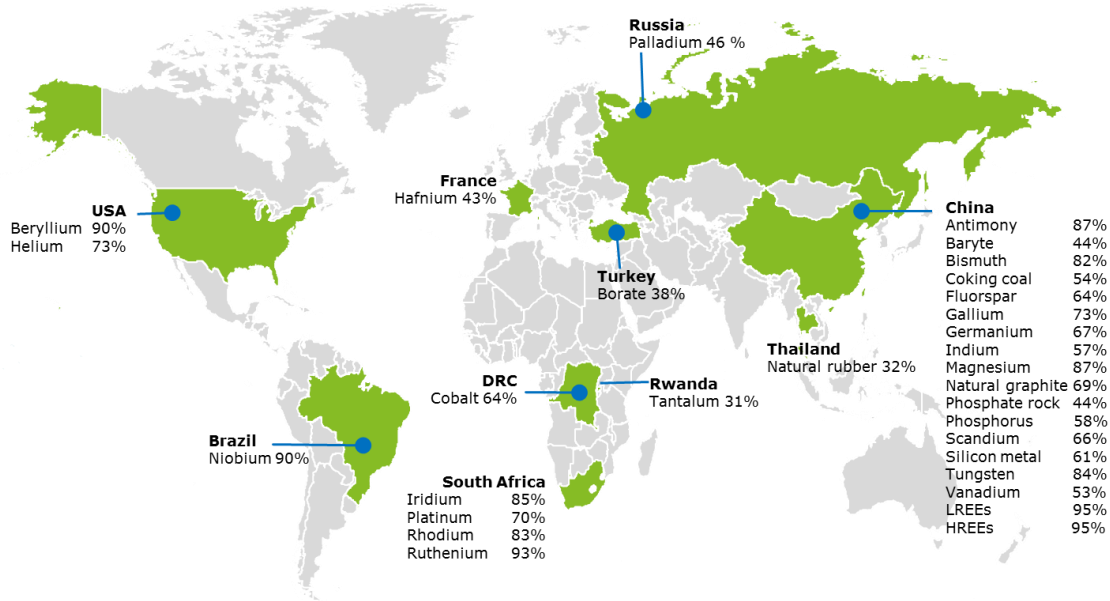 Russia
Palladium 46 %
France
Hafnium 43%
USA
Beryllium 90%
Helium 73%
Turkey
Borate 38%
China
Antimony 87%
Baryte 44%
Bismuth 82%
Coking coal 54%
Fluorspar 64%
Gallium 73%
Germanium 67%
Indium 57%
Magnesium 87%
Natural graphite 69%
Phosphate rock 44%
Phosphorus 58%
Scandium 66%
Silicon metal 61%
Tungsten 84%
Vanadium 53%
LREEs 95%
HREEs 95%
Thailand
Natural rubber 32%
DRC
Cobalt 64%
Rwanda
Tantalum 31%
Brazil
Niobium 90%
South Africa
Iridium 85%
Platinum 70%
Rhodium 83%
Ruthenium 93%